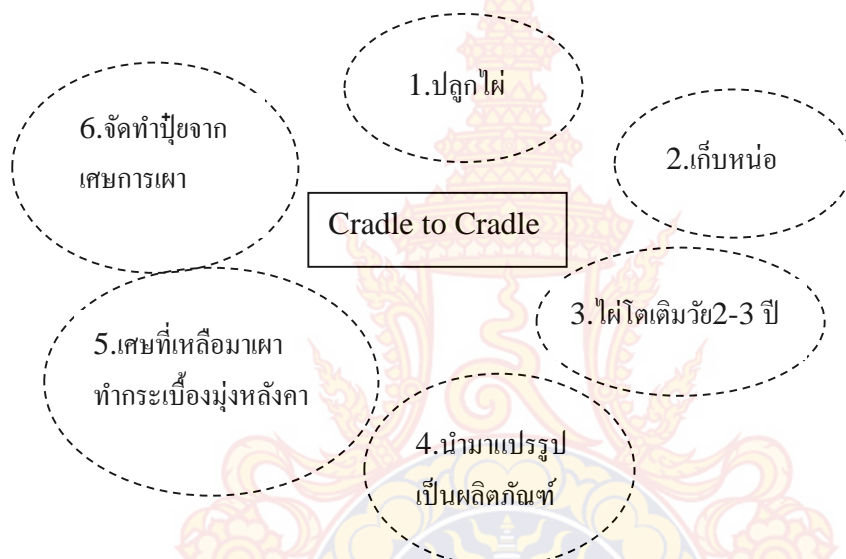 1.ปลูกไผ่
2.เก็บหน่อ
3.ไผ่โตเติมวัย2-3 ปี
4.นำมาแปรรูป
เป็นผลิตภัณฑ์
5.เศษที่เหลือมาเผา
ทำกระเบื้องมุ่งหลังคา
6.จัดทำปุ๋ยจาก
เศษการเผา
Cradle to Cradle